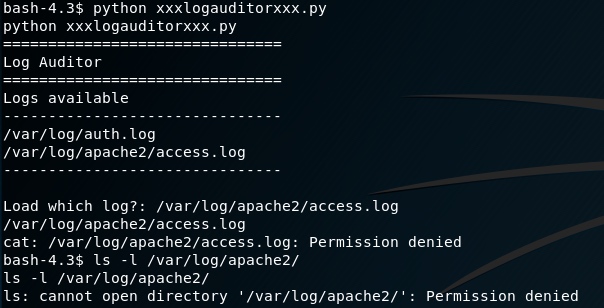 bash-4.3$ python xxxlogauditorxxx.py
python xxxlogauditorxxx.py
===============================
Log Auditor
===============================
Logs available
-------------------------------
/var/log/auth.log
/var/log/apache2/access.log
-------------------------------
Load which log?: /var/log/apache2/access.log
/var/log/apache2/access.log
cat: /var/log/apache2/access.log: Permission denied
bash-4.3$ ls -l /var/log/apache2/
ls -l /var/log/apache2/
ls: cannot open directory '/var/log/apache2/': Permission denied